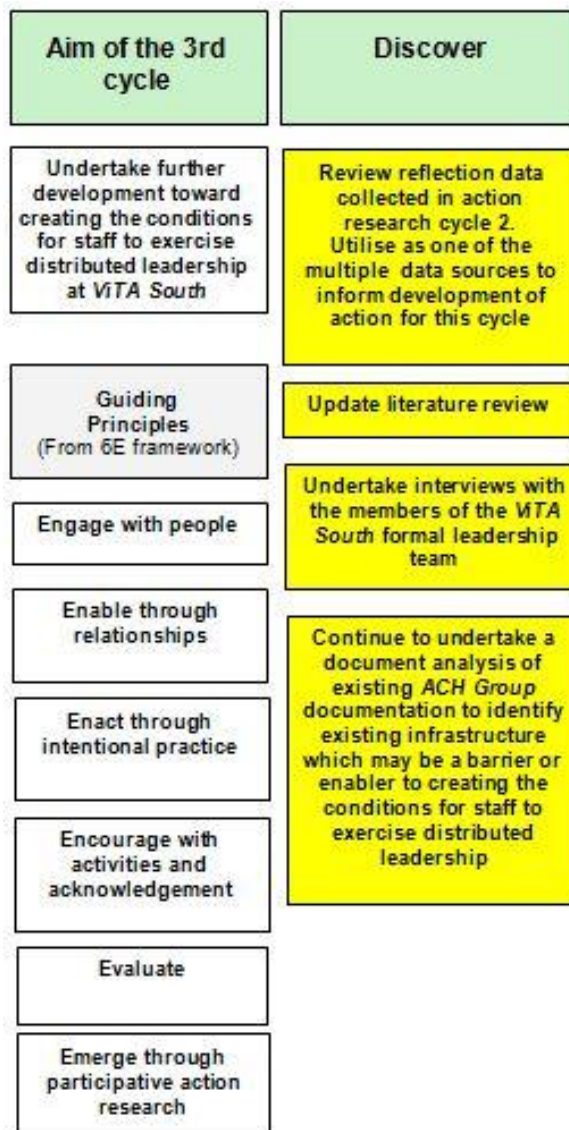 Aim of the 3rd
cycle
Undertake further
development toward
creating the conditions
for staff to exercise
distributed leadership
at ViTA South
Guiding
Principles
(From 6E framework)
Engage with people
Enable through
relationships
Enact through
intentional practice
Encourage with
activities and
acknowledgement
Evaluate
Emerge through
participative action
research
Discover
Review reflection data
collected in action
research cycle 2.
Utilise as one of the
multiple data sources to
inform development of
action for this cycle
Update literature review
Undertake interviews with
the members of the ViTA
South formal leadership
team
Continue to undertake a
document analysis of
existing ACH Group
documentation to identify
existing infrastructure
which may be a barrier or
enabler to creating the
conditions for staff to
exercise distributed
leadership